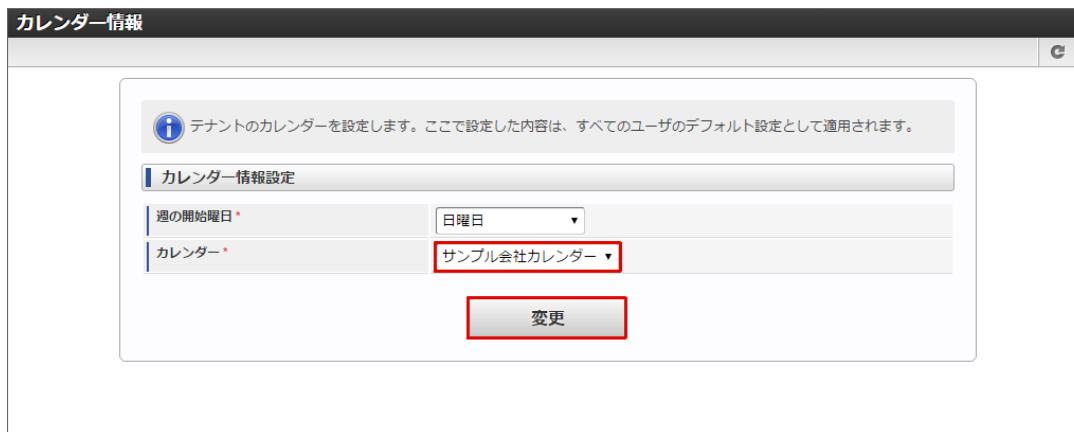 カレンダー情報
テナントのカレンダーを設定します。ここで設定した内容は、すべてのユーザのデフォルト設定として適用されます。
カレンダー情報設定
週の開始曜日 * 日曜日
カレンダー * サンプル会社カレンダー
変更